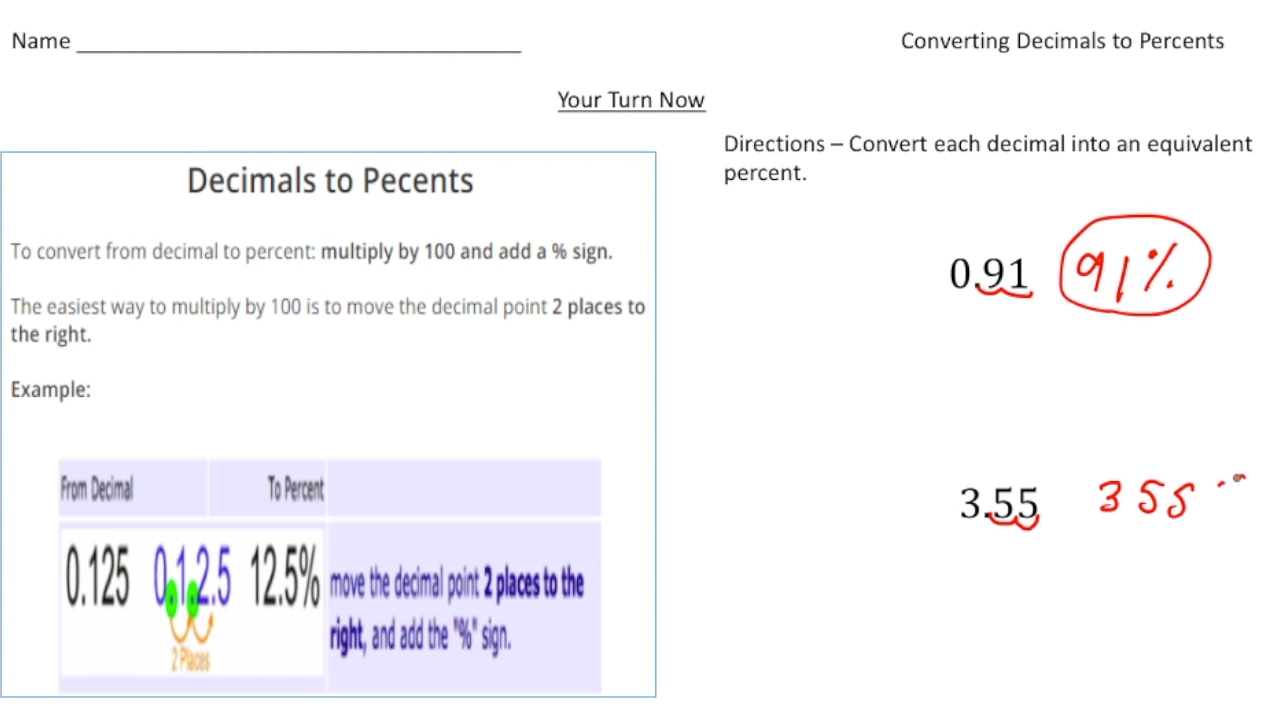 Name
Converting Decimals to Percents
Your Turn Now
Decimals to Pecents
To convert from decimal to percent: multiply by 100 and add a % sign.
The easiest way to multiply by 100 is to move the decimal point 2 places to
the right.
Example:
From Decimal To Percent
0.125 0.1.2.5 12.5% move the decimal point 2 places to the
right, and add the "%" sign.
2 Places
Directions – Convert each decimal into an equivalent
percent.
0.91 91%
3.55 355